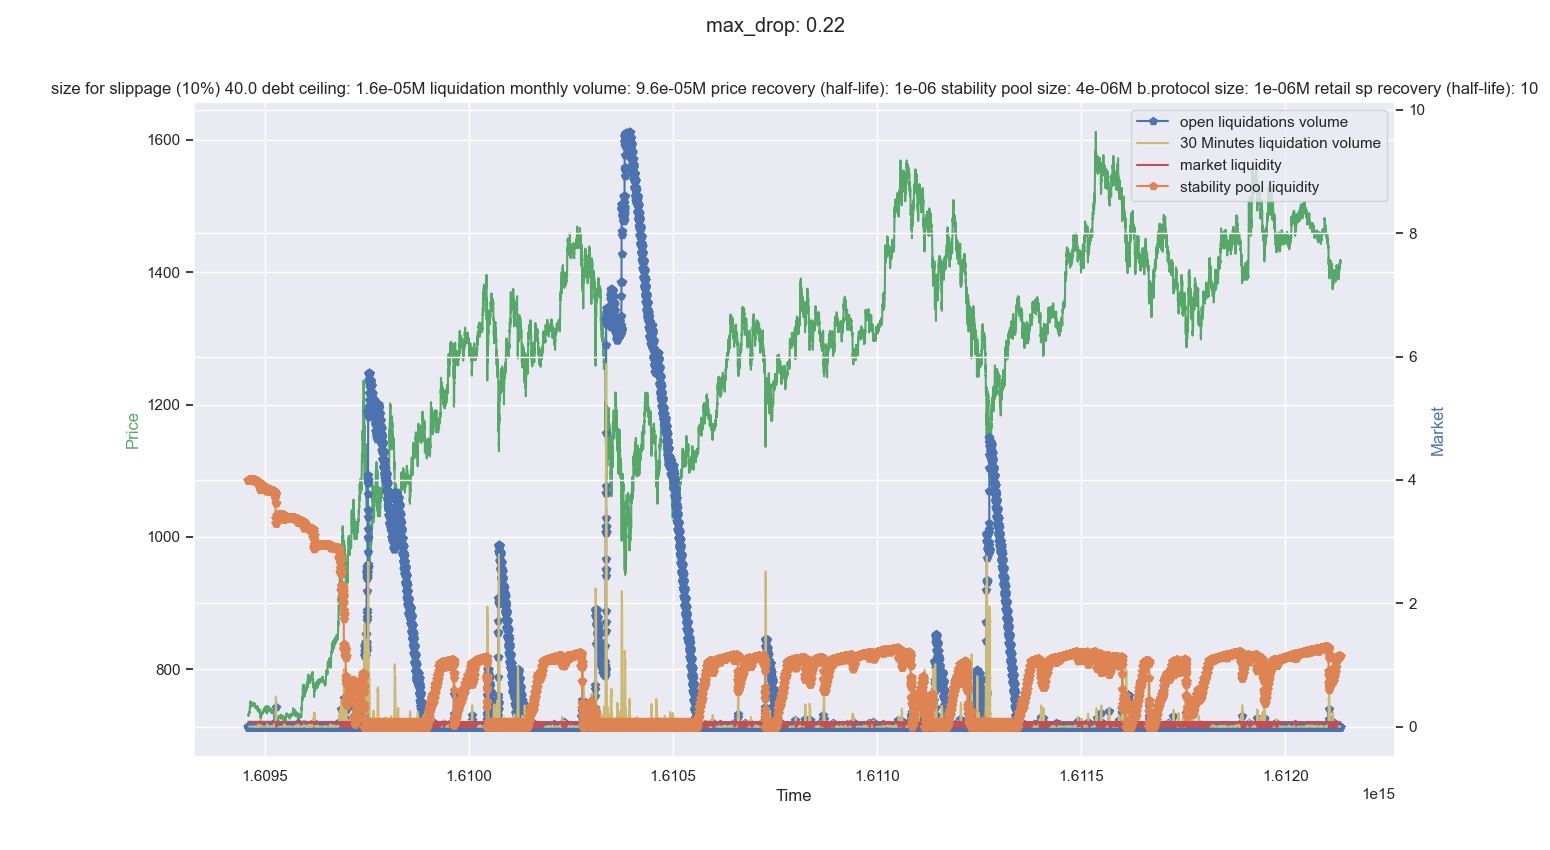 max_drop: 0.22
size for slippage (10%) 40.0 debt ceiling: 1.6e-05M liquidation monthly volume: 9.6e-05M price recovery (half-life): 1e-06 stability pool size: 4e-06M b.protocol size: 1e-06M retail sp recovery (half-life): 10
open liquidations volume
30 Minutes liquidation volume
market liquidity
stability pool liquidity
1600
1400
1200
1000
800
Price
10
8
6
4
2
0
Market
1.6095
1.6100
1.6105
1.6110
1.6115
1.6120
1e15
Time